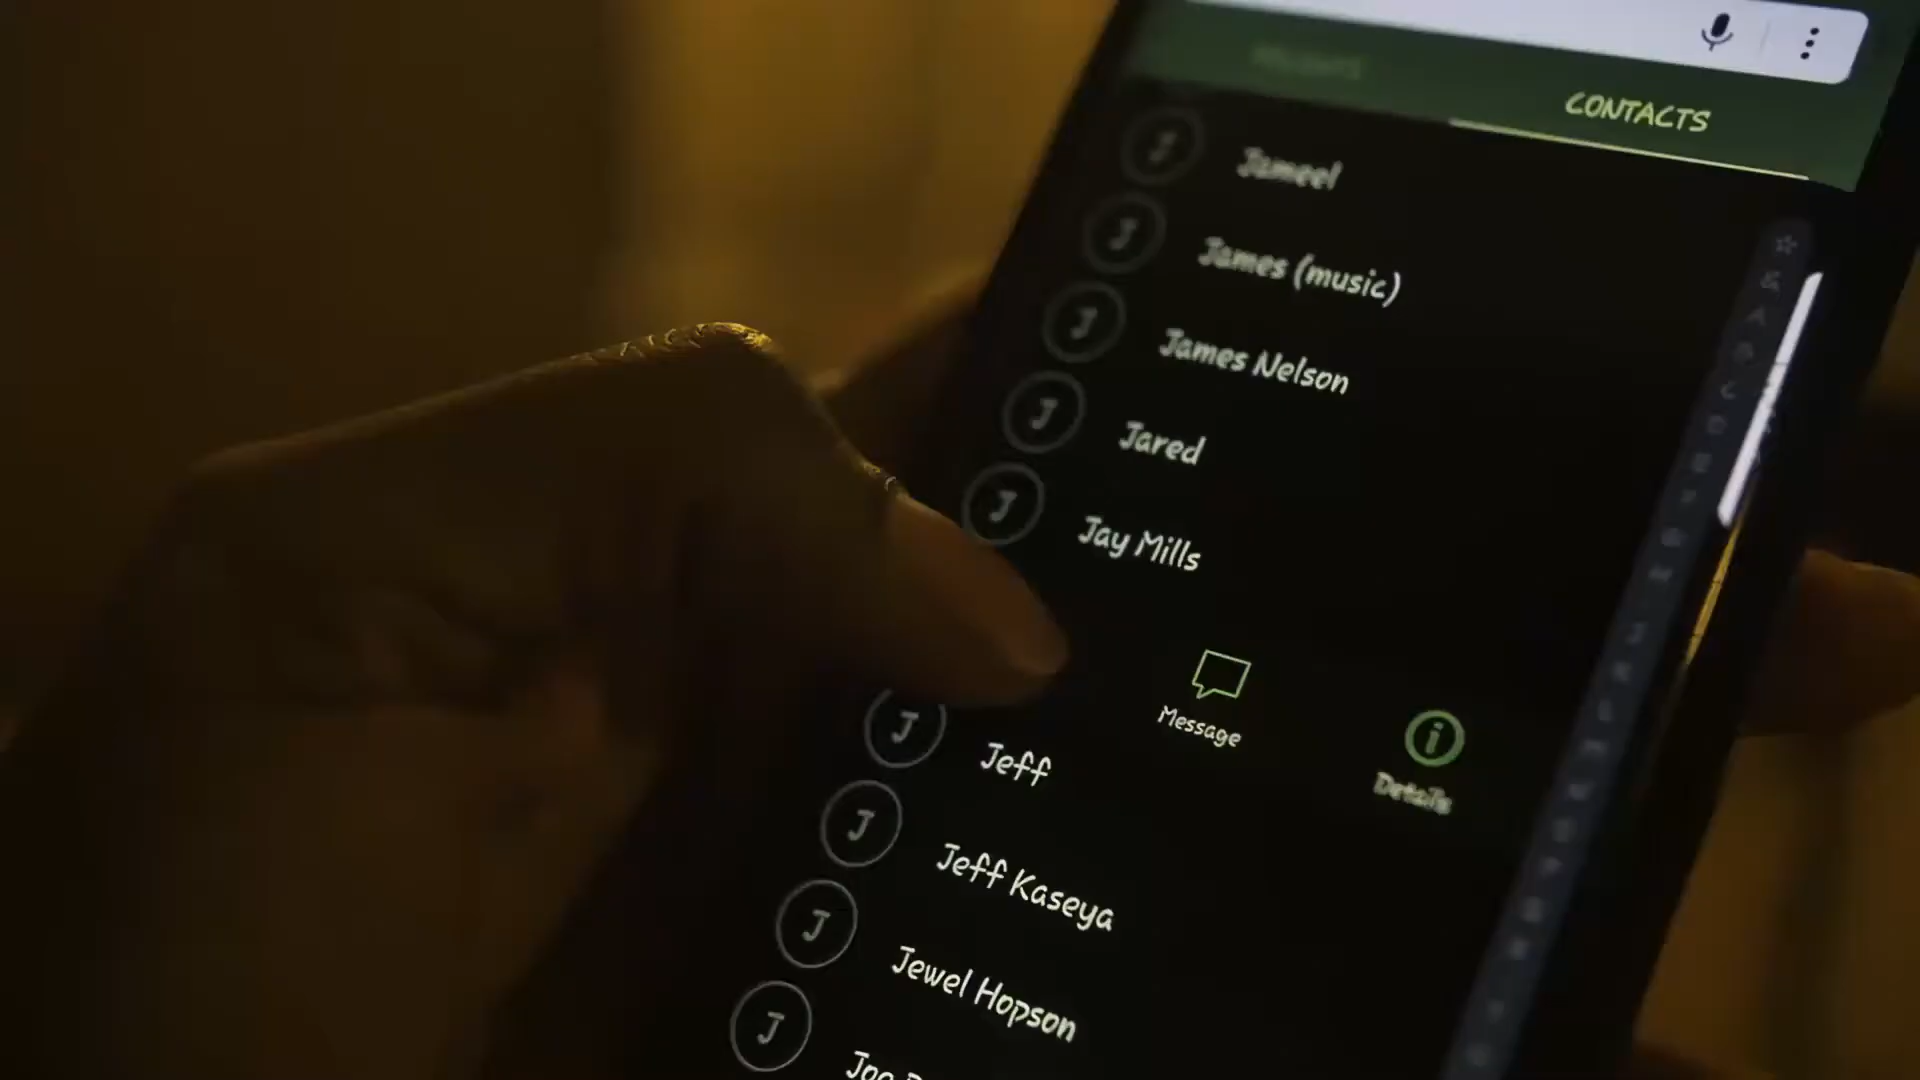 CONTACTS
Jameel
J
James (music)
J
James Nelson
J
Jared
J
Jay Mills
Message
Details
J
Jeff
J
Jeff Kaseya
J
Jewel Hopson
J